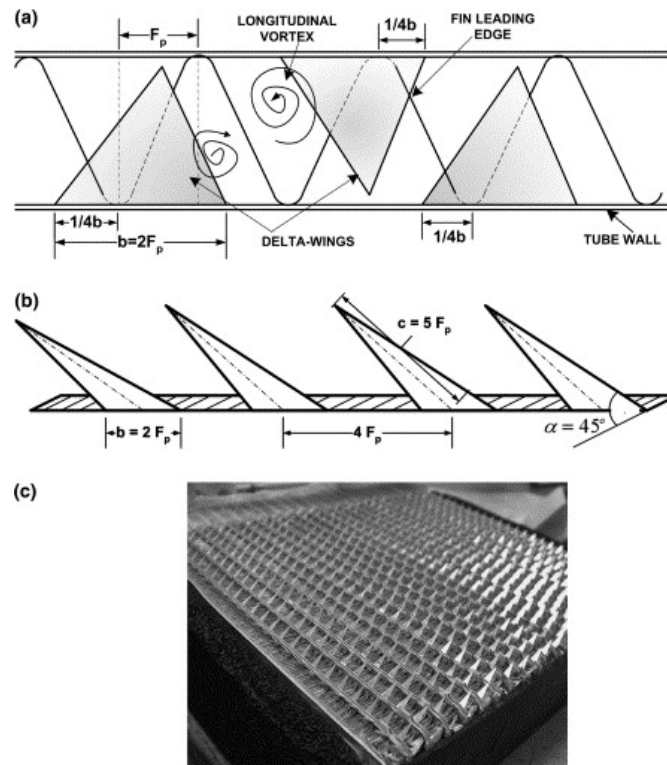 (a)
F_p
LONGITUDINAL
VORTEX
1/4b
FIN LEADING
EDGE
1/4b
b=2F_p
DELTA-WINGS
1/4b
TUBE WALL
(b)
c = 5 F_p
b = 2 F_p
4 F_p
α = 45°
(c)